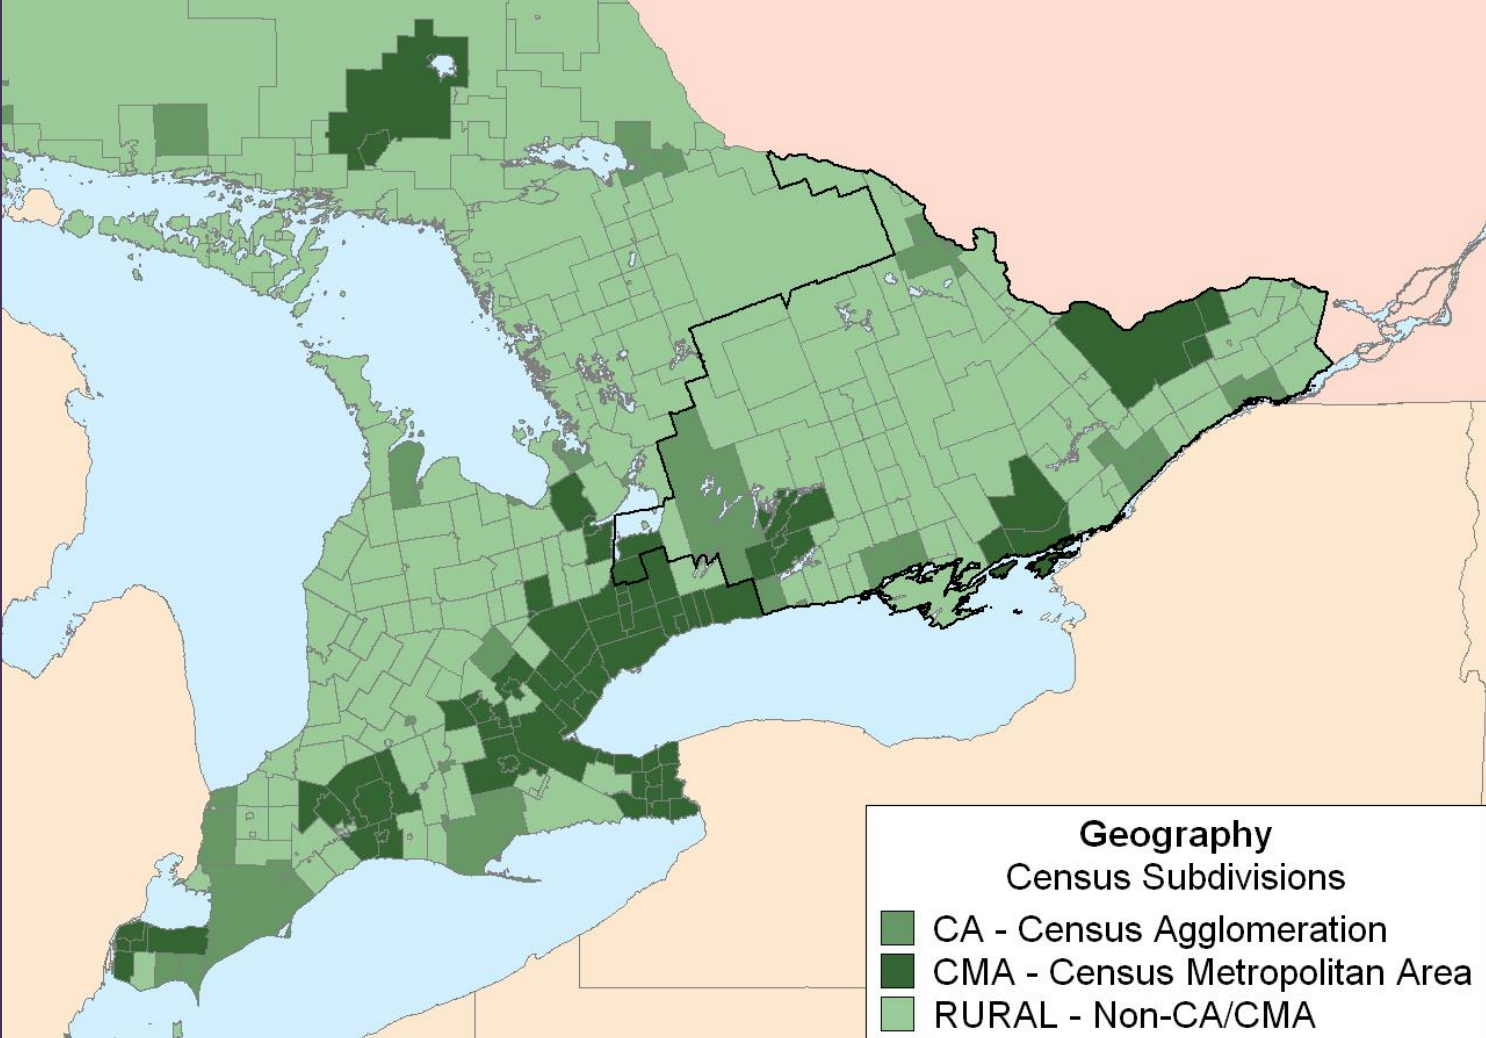 Geography
Census Subdivisions
CA - Census Agglomeration
CMA - Census Metropolitan Area
RURAL - Non-CA/CMA